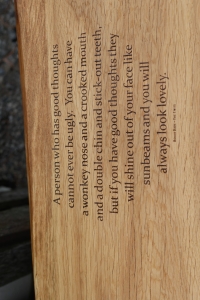 A person who has good thoughts
cannot ever be ugly. You can have
a wonkey nose and a crooked mouth,
and a double chin and stick-out teeth,
but if you have good thoughts they
will shine out of your face like
sunbeams and you will
always look lovely.